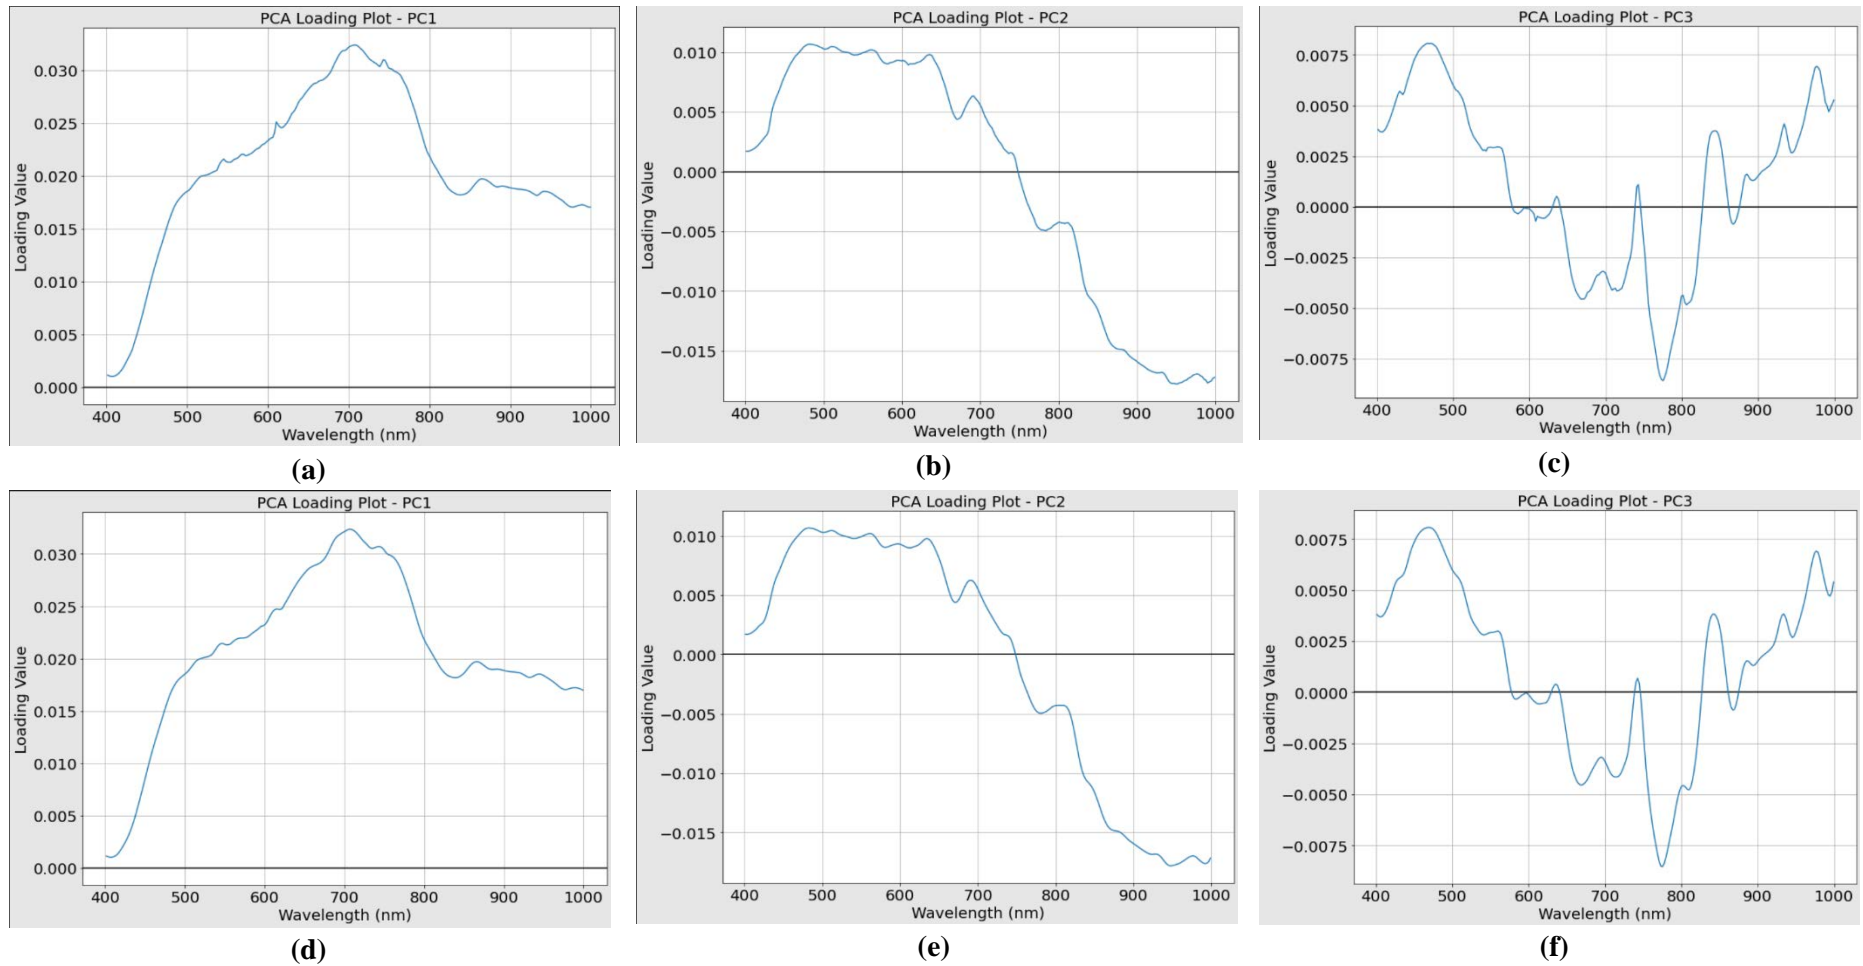 PCA Loading Plot - PC1
0.030
0.025
0.020
0.015
0.010
0.005
0.000
Loading Value
400 500 600 700 800 900 1000
Wavelength (nm)
(a)
PCA Loading Plot - PC2
0.010
0.005
0.000
−0.005
−0.010
−0.015
Loading Value
400 500 600 700 800 900 1000
Wavelength (nm)
(b)
PCA Loading Plot - PC3
0.0075
0.0050
0.0025
0.0000
−0.0025
−0.0050
−0.0075
Loading Value
400 500 600 700 800 900 1000
Wavelength (nm)
(c)
PCA Loading Plot - PC1
0.030
0.025
0.020
0.015
0.010
0.005
0.000
Loading Value
400 500 600 700 800 900 1000
Wavelength (nm)
(d)
PCA Loading Plot - PC2
0.010
0.005
0.000
−0.005
−0.010
−0.015
Loading Value
400 500 600 700 800 900 1000
Wavelength (nm)
(e)
PCA Loading Plot - PC3
0.0075
0.0050
0.0025
0.0000
−0.0025
−0.0050
−0.0075
Loading Value
400 500 600 700 800 900 1000
Wavelength (nm)
(f)